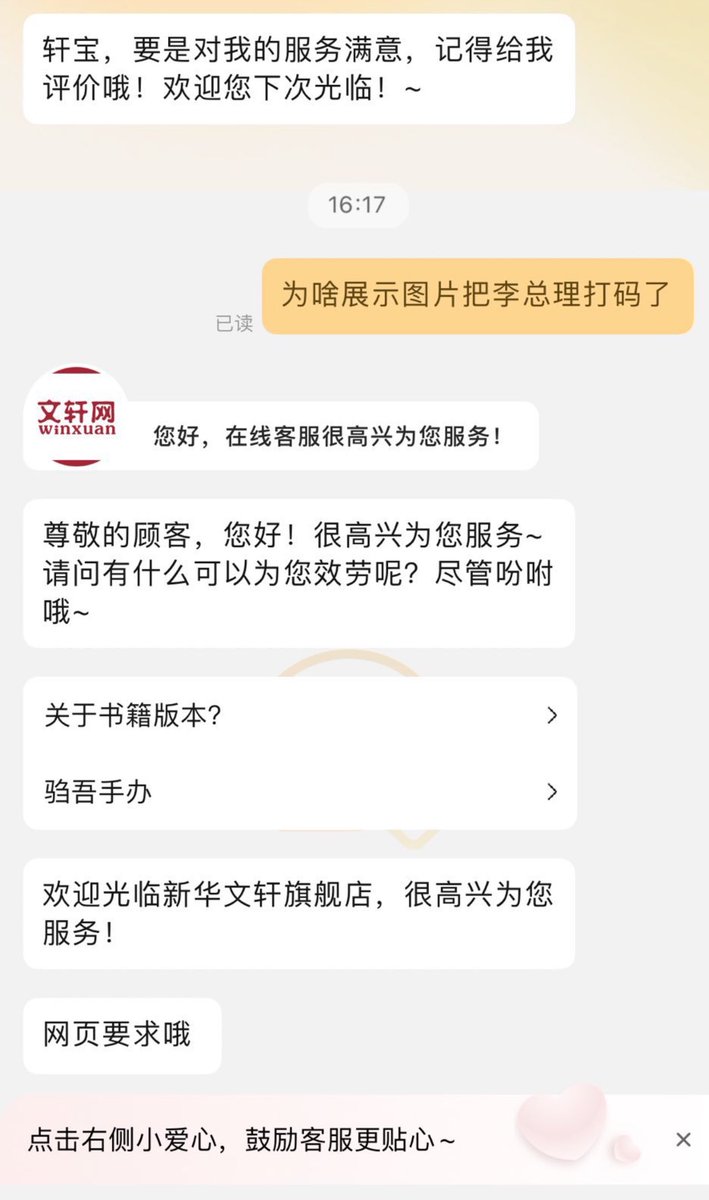 轩宝，要是对我的服务满意，记得给我
评价哦！欢迎您下次光临！~
16:17
为啥展示图片把李总理打码了
已读
文轩网
winxuan
您好，在线客服很高兴为您服务！
尊敬的顾客，您好！很高兴为您服务~
请问有什么可以为您效劳呢？尽管吩咐
哦~
关于书籍版本？
驺吾手办
欢迎光临新华文轩旗舰店，很高兴为您
服务！
网页要求哦
点击右侧小爱心，鼓励客服更贴心~